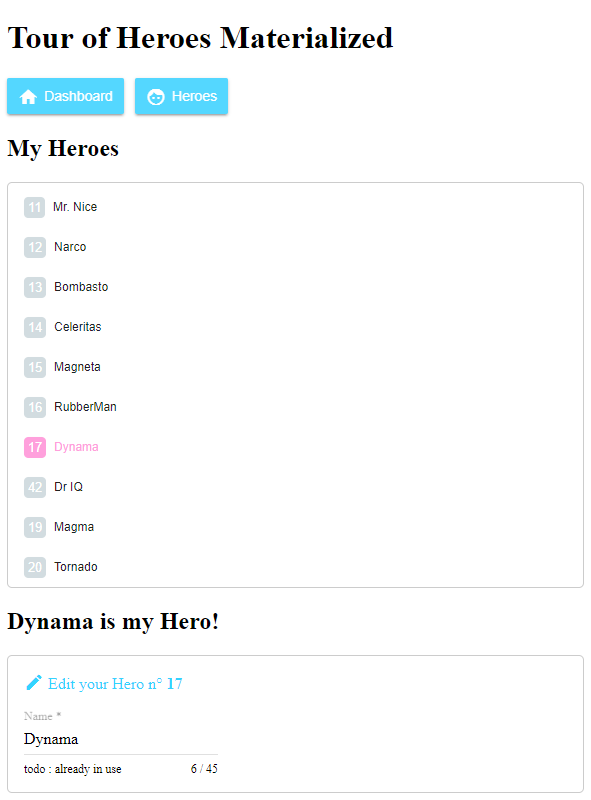 Tour of Heroes Materialized
Dashboard Heroes
My Heroes
11 Mr. Nice
12 Narco
13 Bombasto
14 Celeritas
15 Magneta
16 RubberMan
17 Dynama
42 Dr IQ
19 Magma
20 Tornado
Dynama is my Hero!
Edit your Hero n° 17
Name *
Dynama
todo : already in use 6 / 45